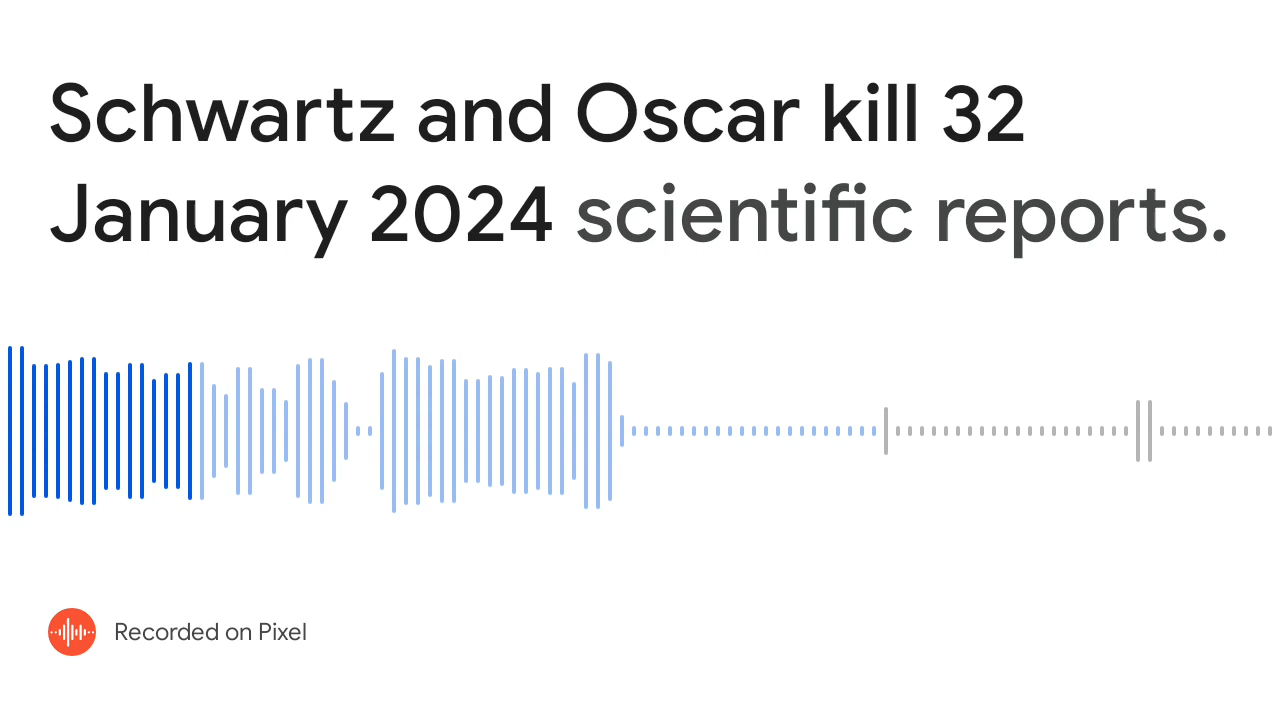 Schwartz and Oscar kill 32
January 2024 scientific reports.
Recorded on Pixel